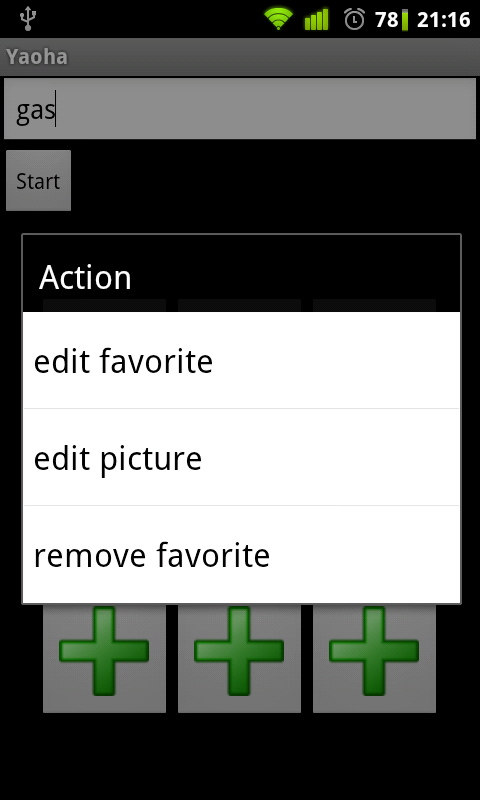 78 21:16
Yaoha
gas
Start
Action
edit favorite
edit picture
remove favorite